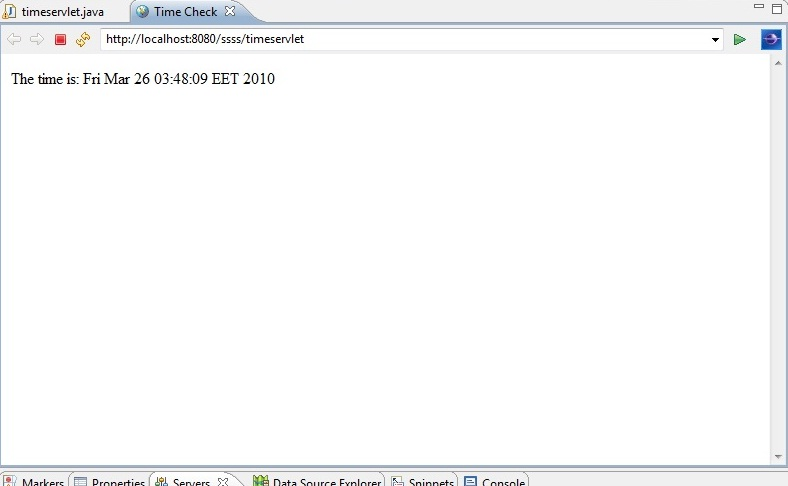 timeservlet.java Time Check
http://localhost:8080/ssss/timeservlet
The time is: Fri Mar 26 03:48:09 EET 2010
Markers Properties Servers Data Source Explorer Snippets Console